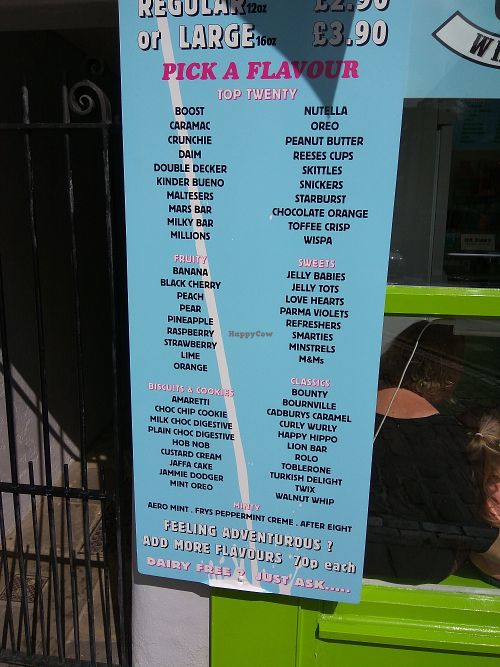 REGULAR 12oz £2.90
or LARGE 16oz £3.90
PICK A FLAVOUR
TOP TWENTY
BOOST
CARAMAC
CRUNCHIE
DAIM
DOUBLE DECKER
KINDER BUENO
MALTESERS
MARS BAR
MILKY BAR
MILLIONS
NUTELLA
OREO
PEANUT BUTTER
REESES CUPS
SKITTLES
SNICKERS
STARBURST
CHOCOLATE ORANGE
TOFFEE CRISP
WISPA
FRUITY
BANANA
BLACK CHERRY
PEACH
PEAR
PINEAPPLE
RASPBERRY
STRAWBERRY
LIME
ORANGE
SWEETS
JELLY BABIES
JELLY TOTS
LOVE HEARTS
PARMA VIOLETS
REFRESHERS
SMARTIES
MINSTRELS
M&Ms
BISCUITS & COOKIES
AMARETTI
CHOC CHIP COOKIE
MILK CHOC DIGESTIVE
PLAIN CHOC DIGESTIVE
HOB NOB
CUSTARD CREAM
JAFFA CAKE
JAMMIE DODGER
MINT OREO
CLASSICS
BOUNTY
BOURNVILLE
CADBURYS CARAMEL
CURLY WURLY
HAPPY HIPPO
LION BAR
ROLO
TOBLERONE
TURKISH DELIGHT
TWIX
WALNUT WHIP
MINTY
AERO MINT . FRYS PEPPERMINT CREME . AFTER EIGHT
FEELING ADVENTUROUS ?
ADD MORE FLAVOURS *70p each
DAIRY FREE ? JUST ASK.....
HappyCow